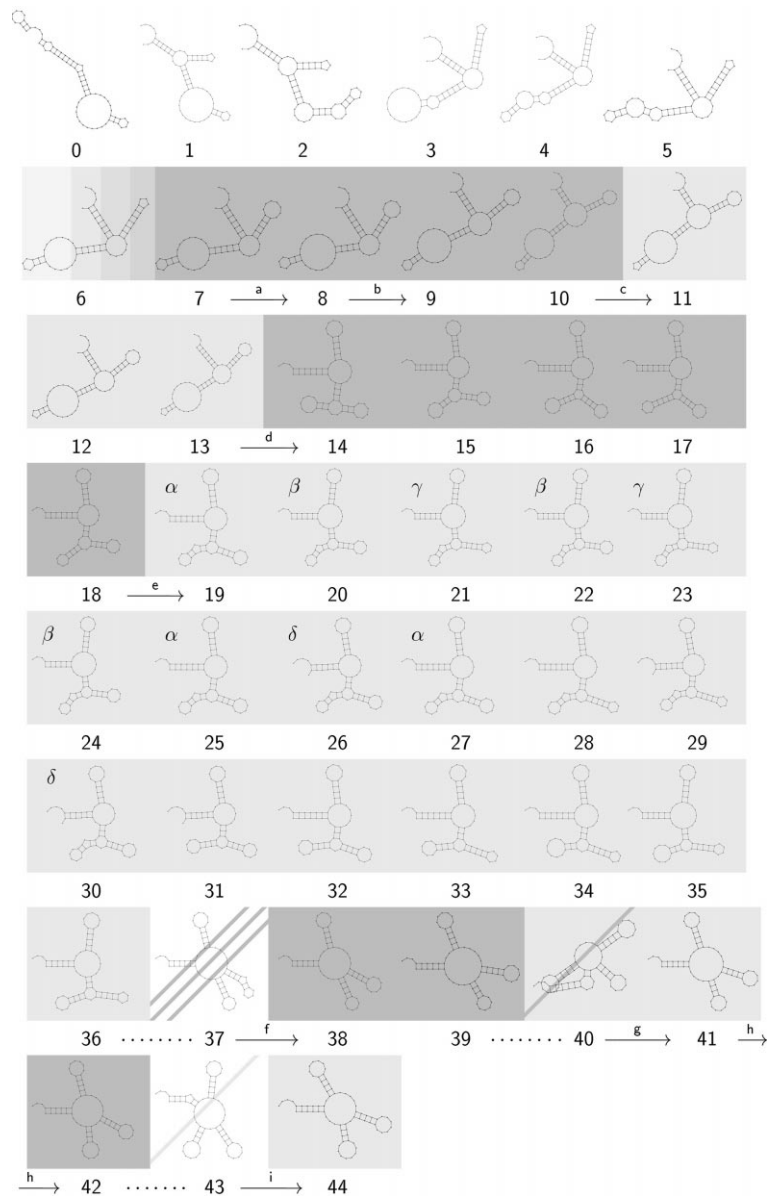 0 1 2 3 4 5
6 7 a 8 b 9 10 c 11
12 13 d 14 15 16 17
α β γ β γ
18 e 19 20 21 22 23
β α δ α
24 25 26 27 28 29
δ
30 31 32 33 34 35
36 ........ 37 f 38 39 ........ 40 g 41 h
h 42 ....... 43 i 44